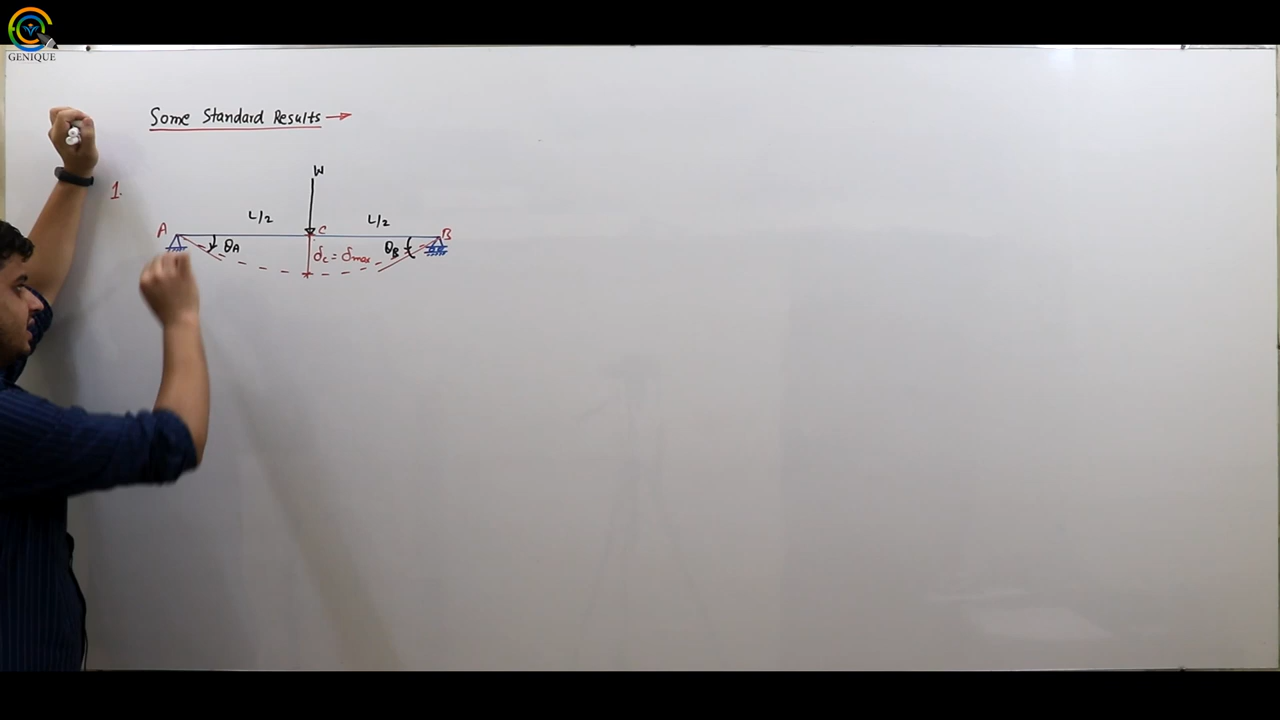 GENIQUE
Some Standard Results →
1.
W
L/2 L/2
A C B
θA δc = δmax θB